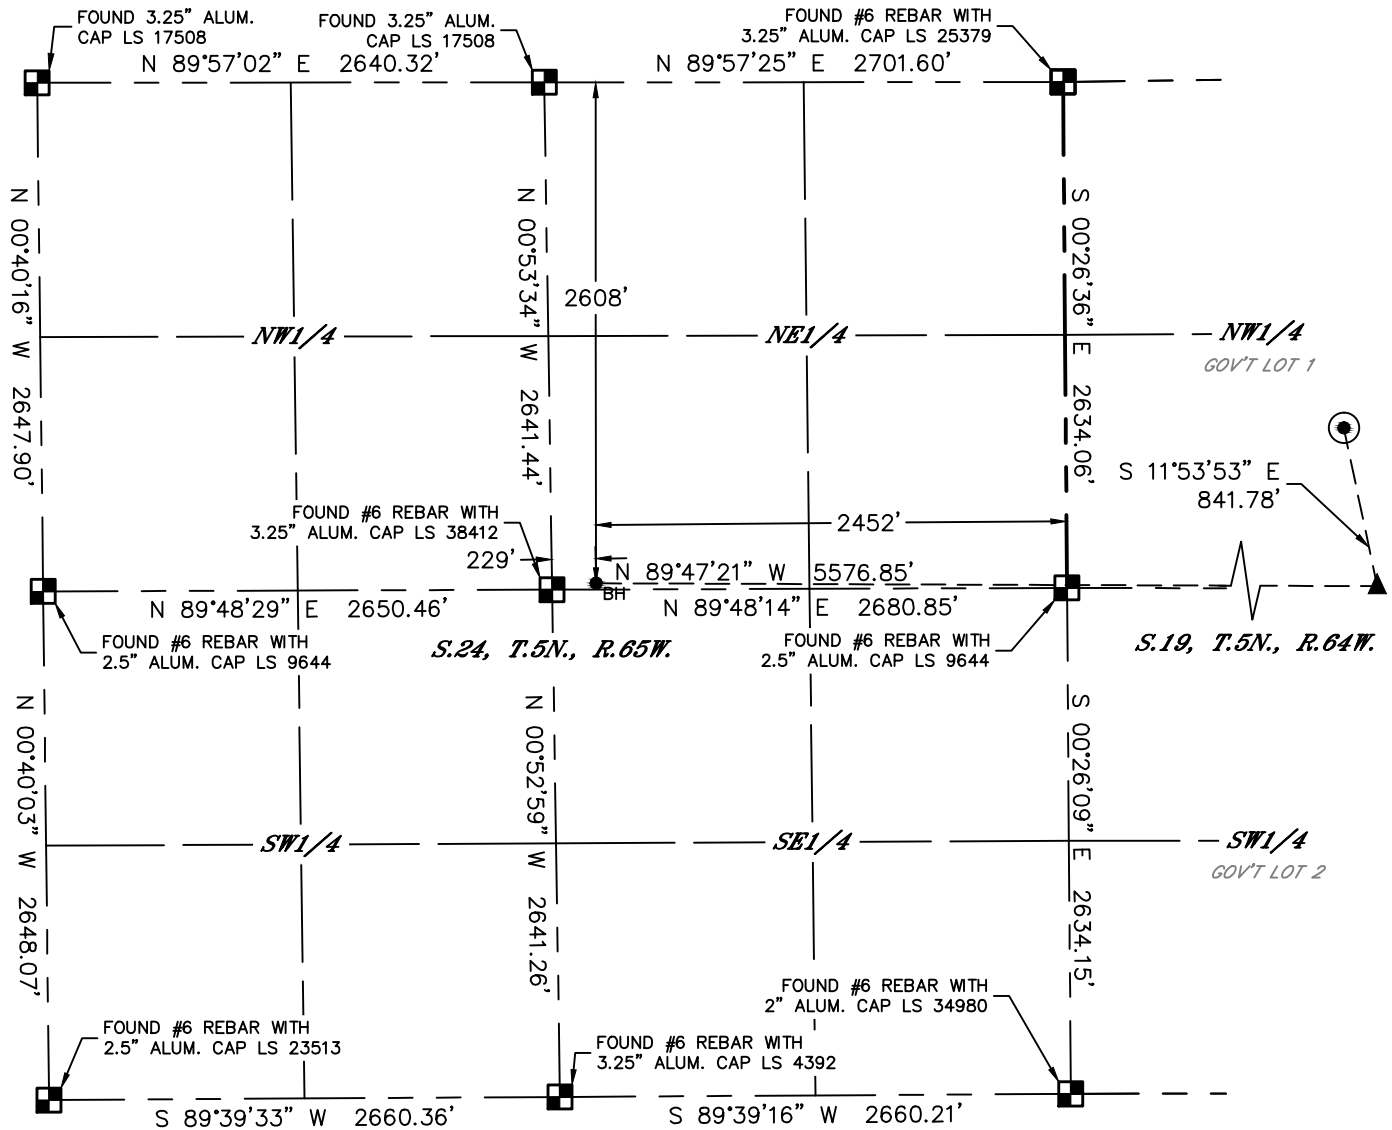 FOUND 3.25" ALUM.
CAP LS 17508
FOUND 3.25" ALUM.
CAP LS 17508
FOUND #6 REBAR WITH
3.25" ALUM. CAP LS 25379
N 89°57'02" E 2640.32'
N 89°57'25" E 2701.60'
N 00°40'16" W 2647.90'
N 00°53'34" W 2641.44'
S 00°26'36" E 2634.06'
2608'
NW1/4
NE1/4
NW1/4
GOV'T LOT 1
S 11°53'53" E
841.78'
FOUND #6 REBAR WITH
3.25" ALUM. CAP LS 38412
2452'
229'
BH
N 89°47'21" W 5576.85'
N 89°48'29" E 2650.46'
N 89°48'14" E 2680.85'
FOUND #6 REBAR WITH
2.5" ALUM. CAP LS 9644
S.24, T.5N., R.65W.
FOUND #6 REBAR WITH
2.5" ALUM. CAP LS 9644
S.19, T.5N., R.64W.
N 00°40'03" W 2648.07'
N 00°52'59" W 2641.26'
S 00°26'09" E 2634.15'
SW1/4
SE1/4
SW1/4
GOV'T LOT 2
FOUND #6 REBAR WITH
2" ALUM. CAP LS 34980
FOUND #6 REBAR WITH
2.5" ALUM. CAP LS 23513
FOUND #6 REBAR WITH
3.25" ALUM. CAP LS 4392
S 89°39'33" W 2660.36'
S 89°39'16" W 2660.21'